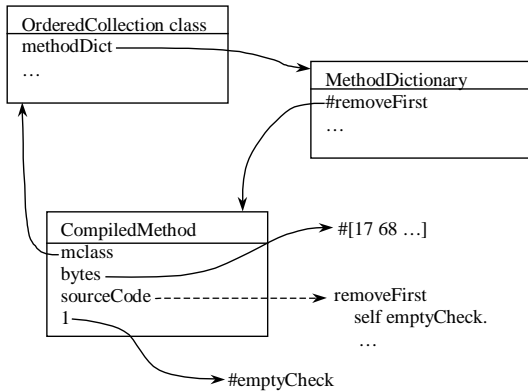 OrderedCollection class
methodDict
…
MethodDictionary
#removeFirst
…
CompiledMethod
mclass
bytes
sourceCode
1
#[17 68 …]
removeFirst
self emptyCheck.
…
#emptyCheck